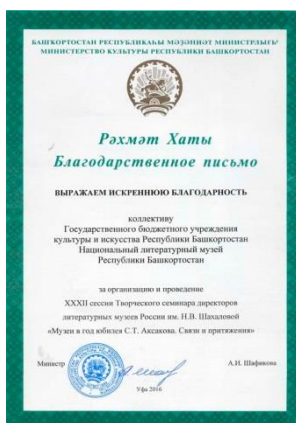 БАШҠОРТОСТАН РЕСПУБЛИКАҺЫ МӘҘӘНИӘТ МИНИСТРЛЫҒЫ
МИНИСТЕРСТВО КУЛЬТУРЫ РЕСПУБЛИКИ БАШКОРТОСТАН
Рәхмәт Хаты
Благодарственное письмо
ВЫРАЖАЕМ ИСКРЕННЮЮ БЛАГОДАРНОСТЬ
коллективу
Государственного бюджетного учреждения
культуры и искусства Республики Башкортостан
Национальный литературный музей
Республики Башкортостан
за организацию и проведение
XXXII сессии Творческого семинара директоров
литературных музеев России им. Н.В. Шахаловой
«Музеи в год юбилея С.Т. Аксакова. Связи и притяжения»
Министр
А.И. Шафикова
Уфа 2016